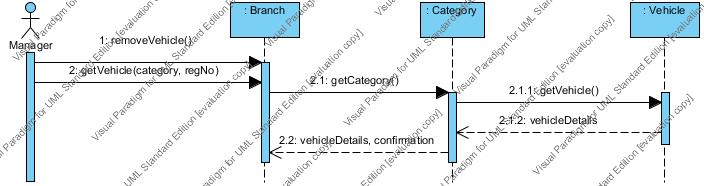 : Branch
: Category
: Vehicle
Manager
1: removeVehicle()
2: getVehicle(category, regNo)
2.1: getCategory()
2.1.1: getVehicle()
2.1.2: vehicleDetails
2.2: vehicleDetails, confirmation
Visual Paradigm for UML Standard Edition [evaluation copy]